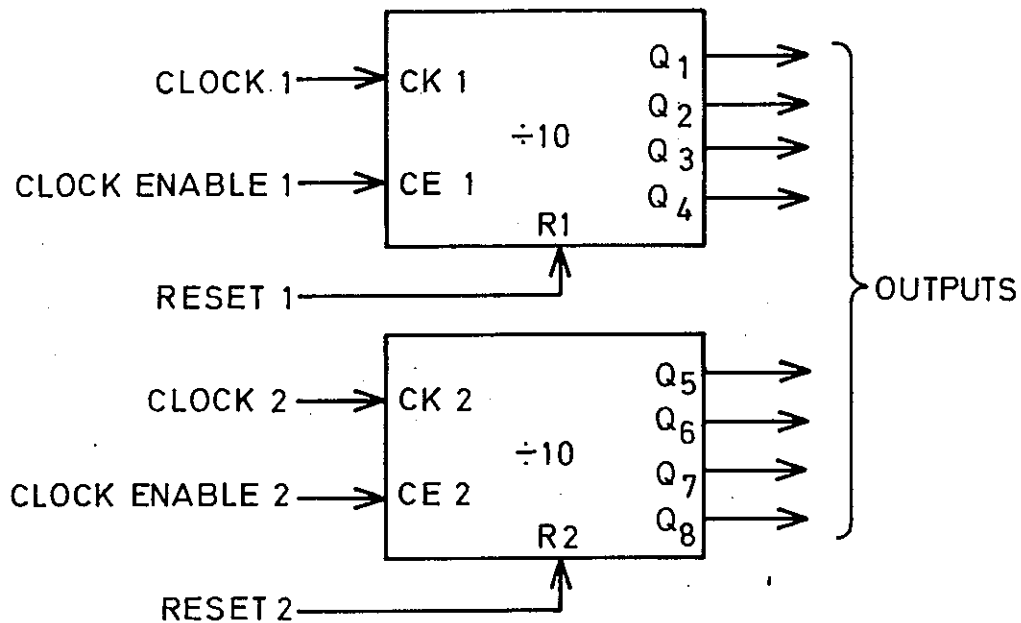 CLOCK 1
CK 1
Q1
Q2
÷10
Q3
CLOCK ENABLE 1
CE 1
Q4
R1
RESET 1
OUTPUTS
CLOCK 2
CK 2
Q5
Q6
÷10
Q7
CLOCK ENABLE 2
CE 2
Q8
R2
RESET 2